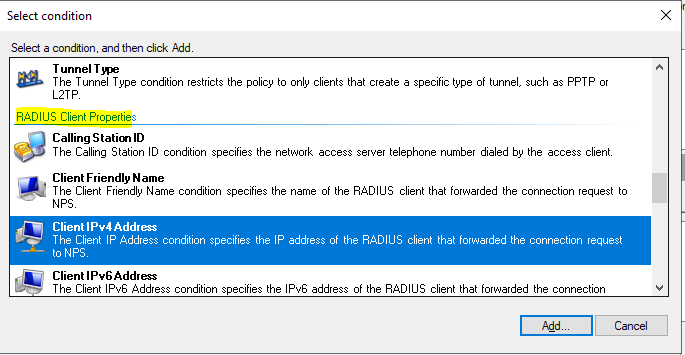 Select condition
Select a condition, and then click Add.
Tunnel Type
The Tunnel Type condition restricts the policy to only clients that create a specific type of tunnel, such as PPTP or
L2TP.
RADIUS Client Properties
Calling Station ID
The Calling Station ID condition specifies the network access server telephone number dialed by the access client.
Client Friendly Name
The Client Friendly Name condition specifies the name of the RADIUS client that forwarded the connection request to
NPS.
Client IPv4 Address
The Client IP Address condition specifies the IP address of the RADIUS client that forwarded the connection request
to NPS.
Client IPv6 Address
The Client IPv6 Address condition specifies the IPv6 address of the RADIUS client that forwarded the connection
Add...
Cancel